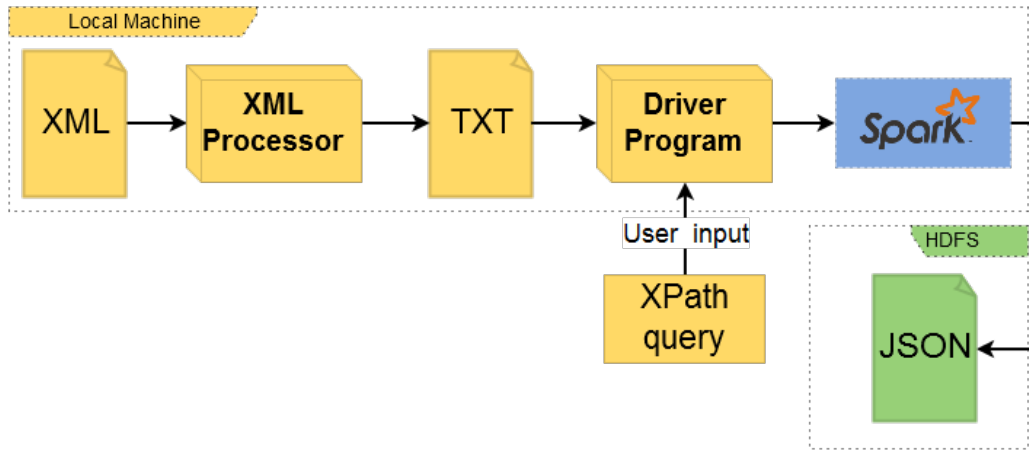 Local Machine
XML
XML
Processor
TXT
Driver
Program
Spark
User input
XPath
query
HDFS
JSON